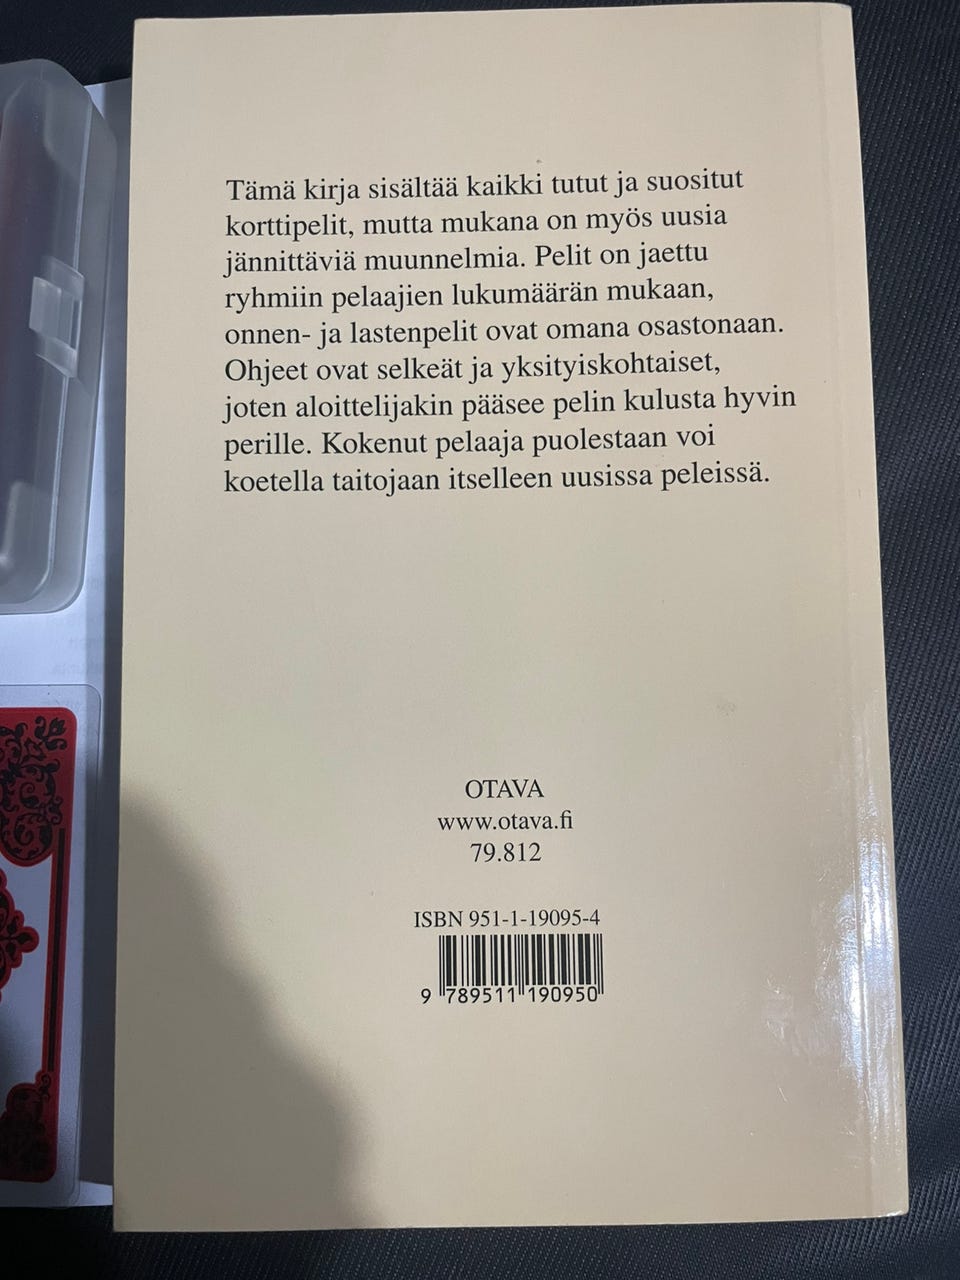 Tämä kirja sisältää kaikki tutut ja suositut
korttipelit, mutta mukana on myös uusia
jännittäviä muunnelmia. Pelit on jaettu
ryhmiin pelaajien lukumäärän mukaan,
onnen- ja lastenpelit ovat omana osastonaan.
Ohjeet ovat selkeät ja yksityiskohtaiset,
joten aloittelijakin pääsee pelin kulusta hyvin
perille. Kokenut pelaaja puolestaan voi
koetella taitojaan itselleen uusissa peleissä.
OTAVA
www.otava.fi
79.812
ISBN 951-1-19095-4
9 789511 190950